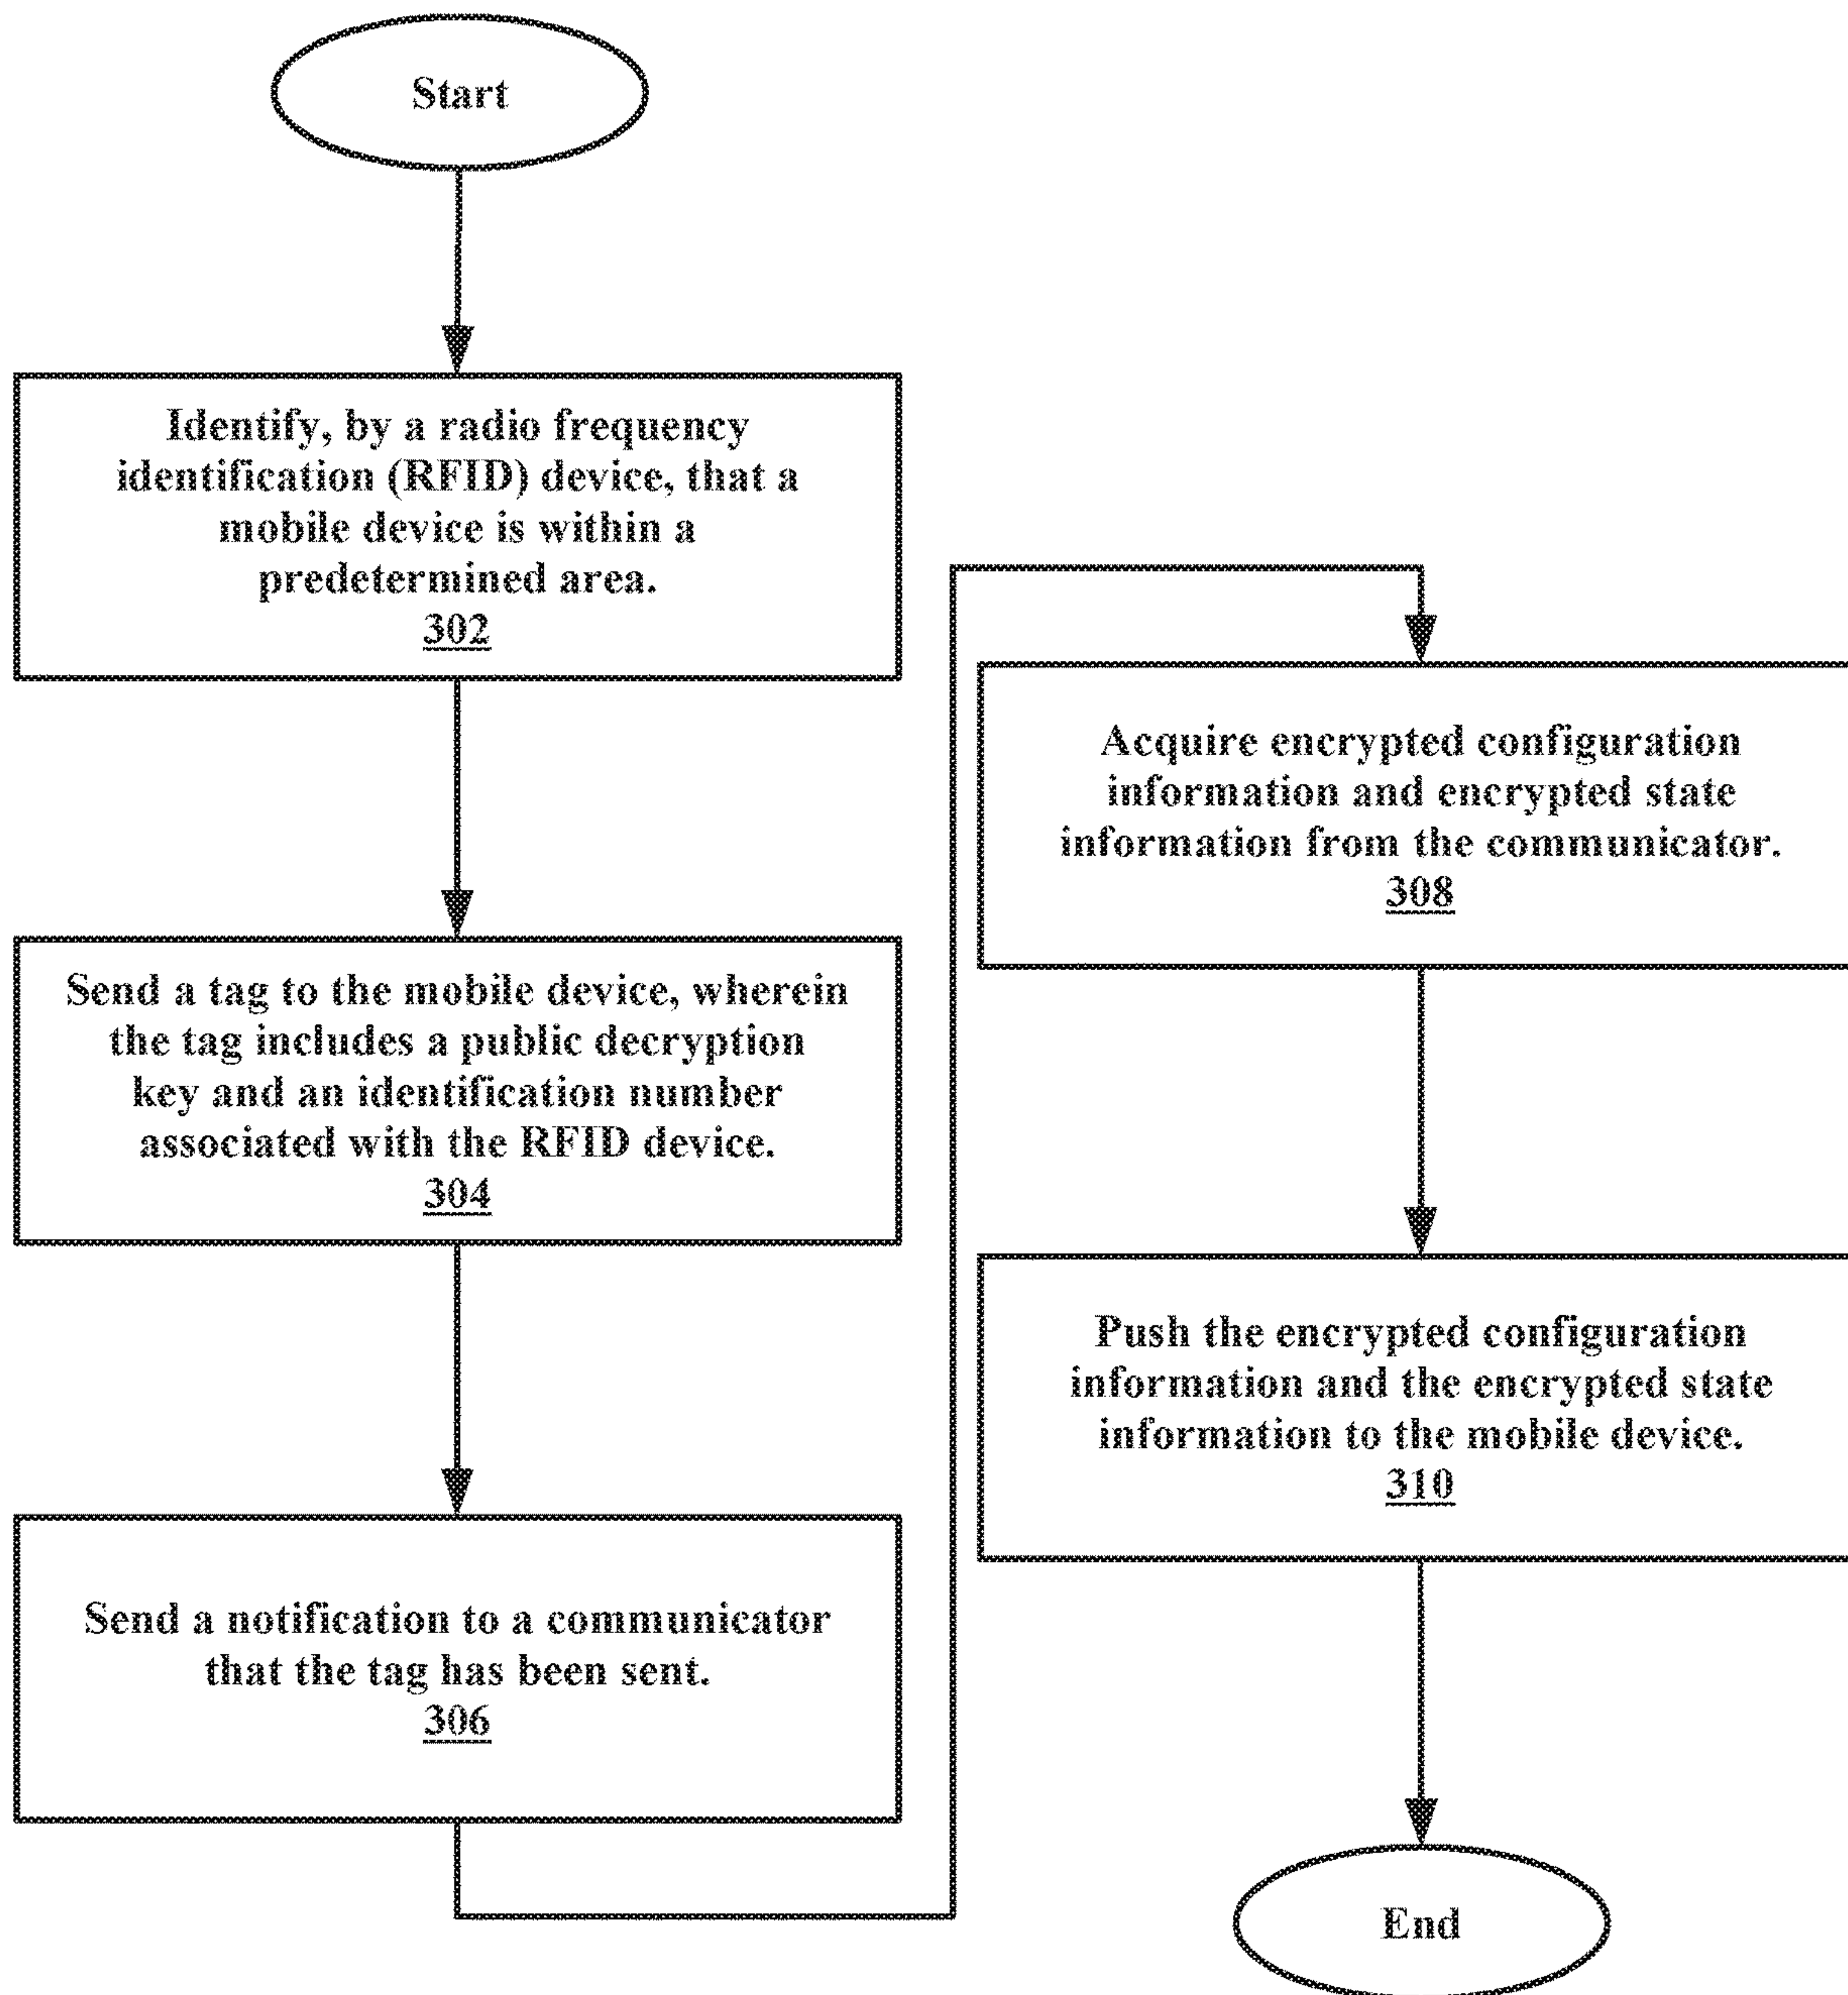 Start
Identify, by a radio frequency
identification (RFID) device, that a
mobile device is within a
predetermined area.
302
Send a tag to the mobile device, wherein
the tag includes a public decryption
key and an identification number
associated with the RFID device.
304
Send a notification to a communicator
that the tag has been sent.
306
Acquire encrypted configuration
information and encrypted state
information from the communicator.
308
Push the encrypted configuration
information and the encrypted state
information to the mobile device.
310
End